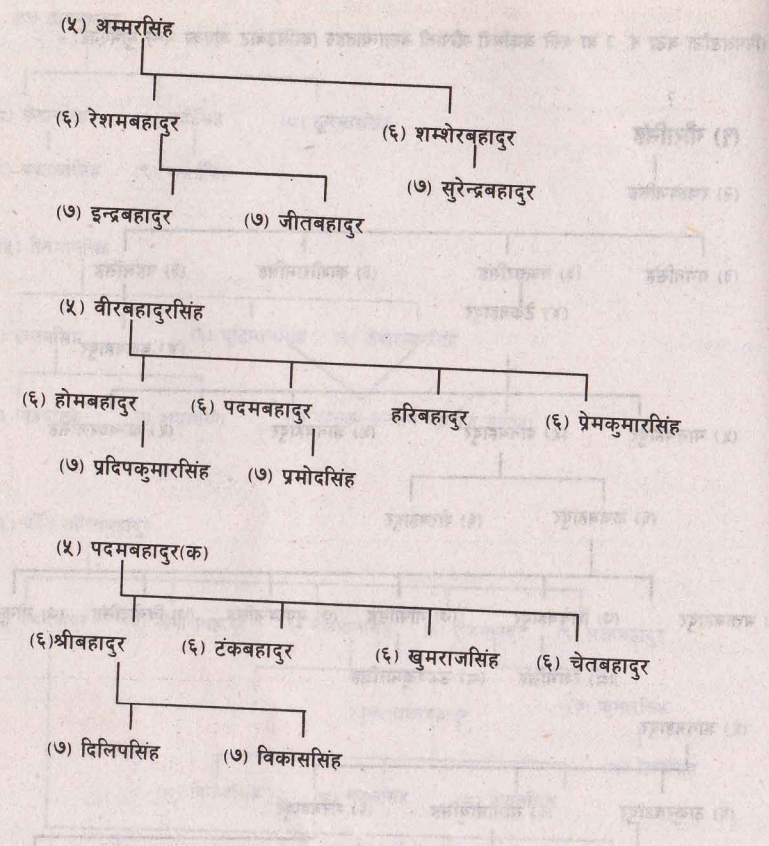 (५) अम्मरसिंह
(६) रेशमबहादुर
(६) शम्शेरबहादुर
(७) इन्द्रबहादुर
(७) जीतबहादुर
(७) सुरेन्द्रबहादुर
(५) वीरबहादुरसिंह
(६) होमबहादुर
(६) पदमबहादुर
हरिबहादुर
(६) प्रेमकुमारसिंह
(७) प्रदिपकुमारसिंह
(७) प्रमोदसिंह
(५) पदमबहादुर(क)
(६)श्रीबहादुर
(६) टंकबहादुर
(६) खुमराजसिंह
(६) चेतबहादुर
(७) दिलिपसिंह
(७) विकाससिंह